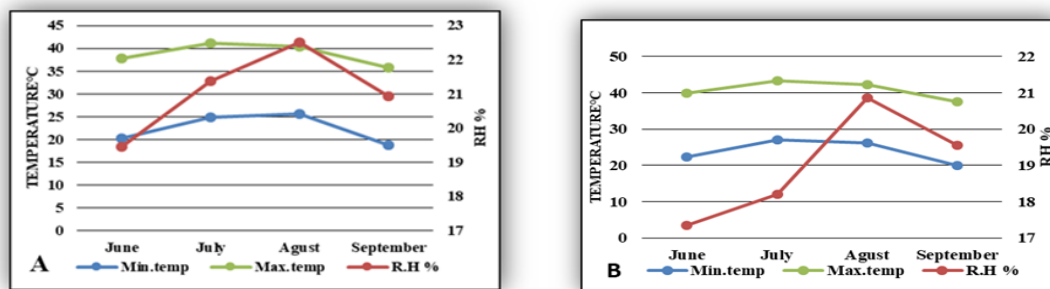 45
40
35
30
25
20
15
10
5
0
TEMPERATURE°C
23
22
21
20
19
18
17
RH %
June July Agust September
A
Min.temp Max.temp R.H %
50
40
30
20
10
0
TEMPERATURE°C
22
21
20
19
18
17
RH %
June July Agust September
B
Min.temp Max.temp R.H %